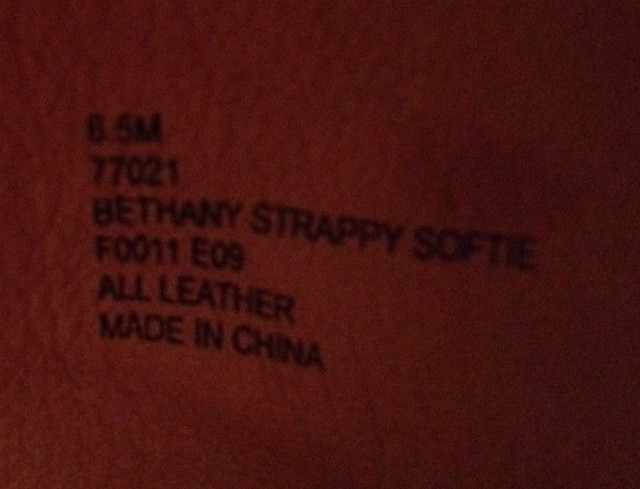 6.5M
77021
BETHANY STRAPPY SOFTIE
F0011 E09
ALL LEATHER
MADE IN CHINA